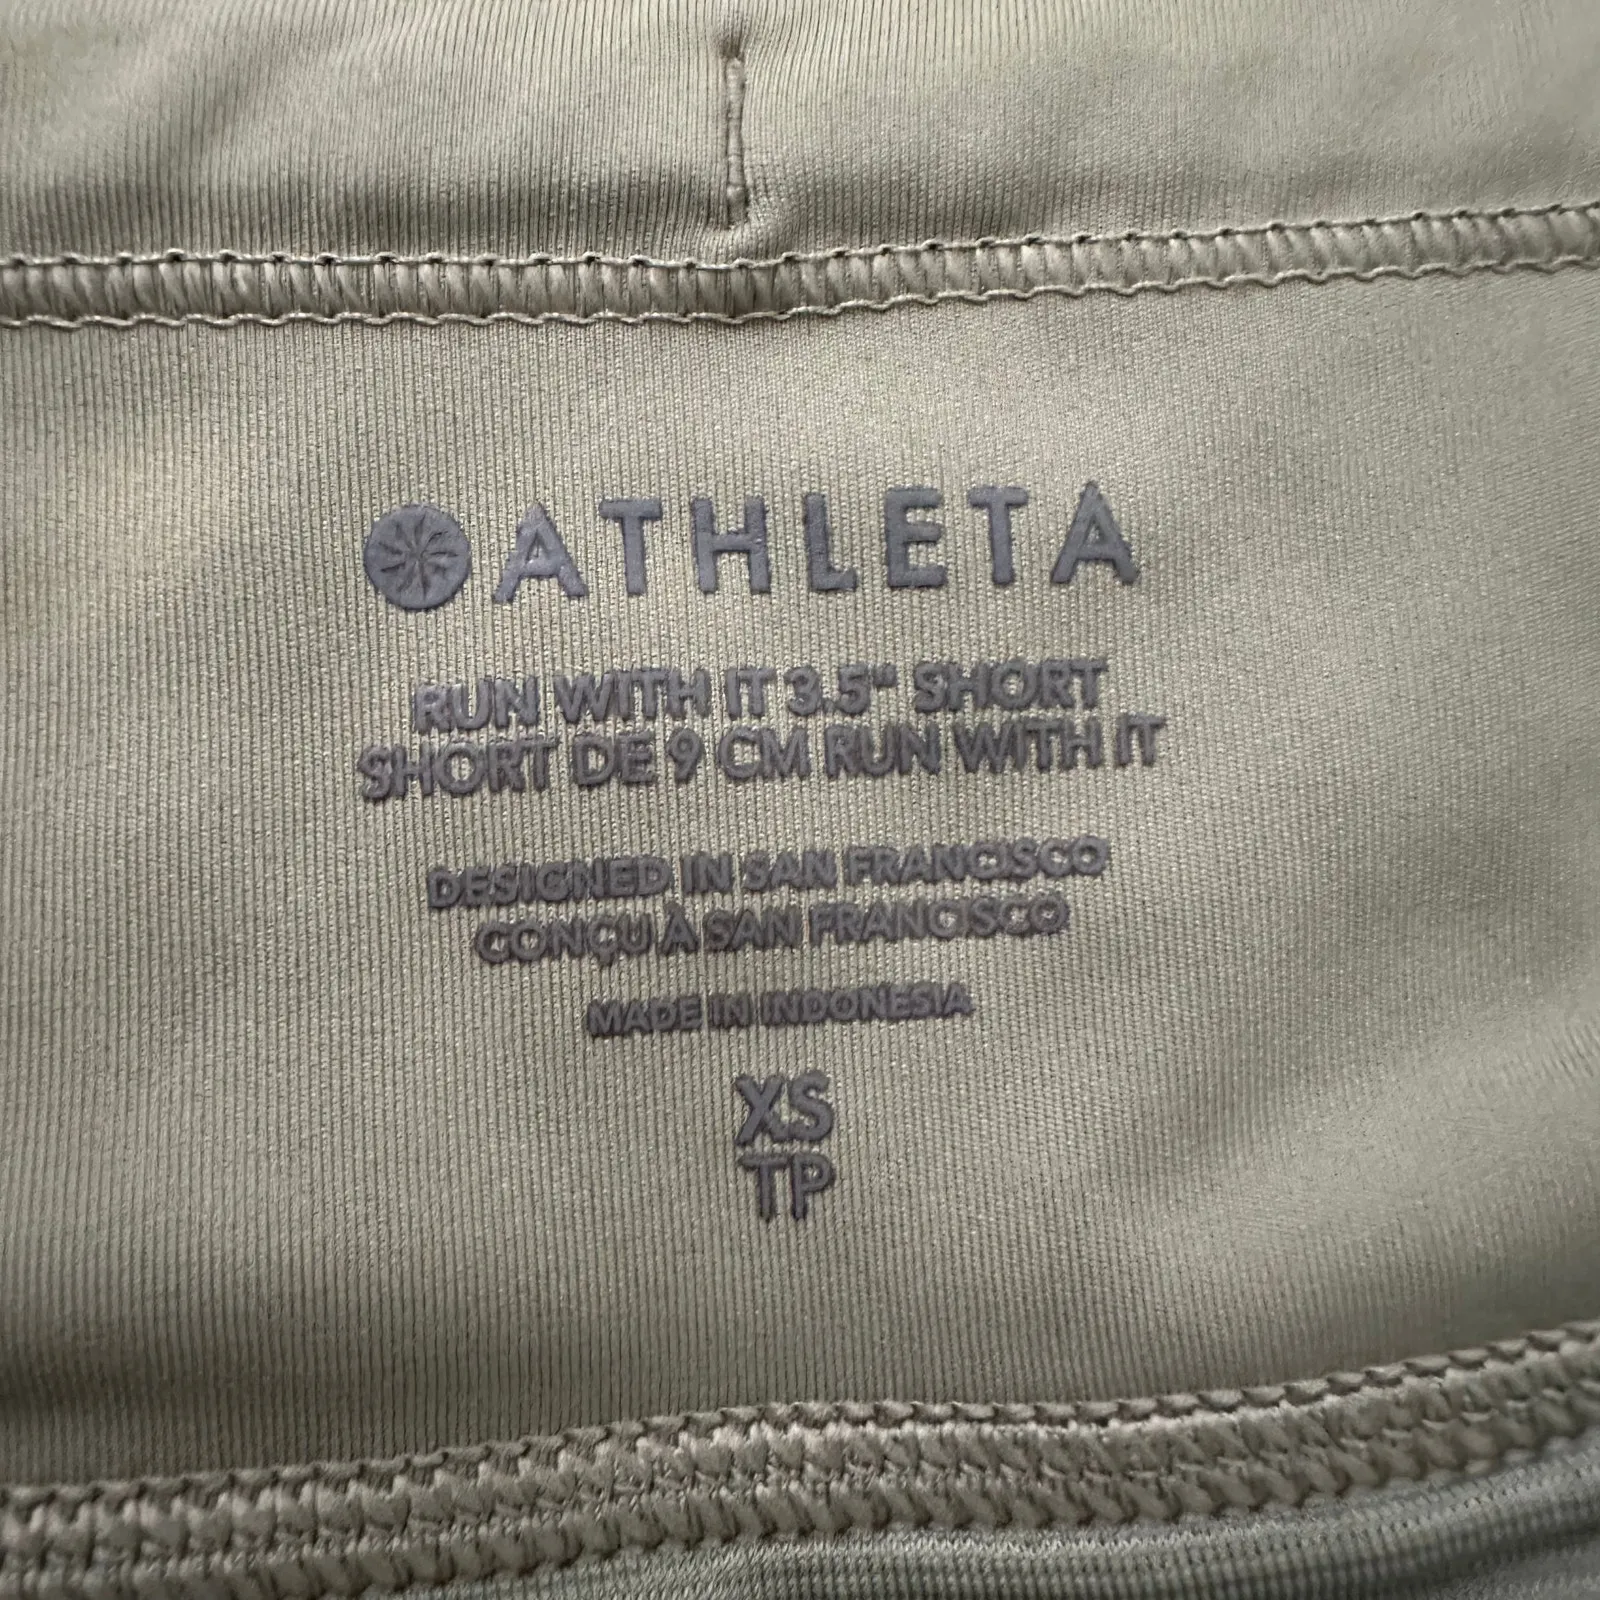 ATHLETA
RUN WITH IT 3.5" SHORT
SHORT DE 9 CM RUN WITH IT
DESIGNED IN SAN FRANCISCO
CONÇU À SAN FRANCISCO
MADE IN INDONESIA
XS
TP